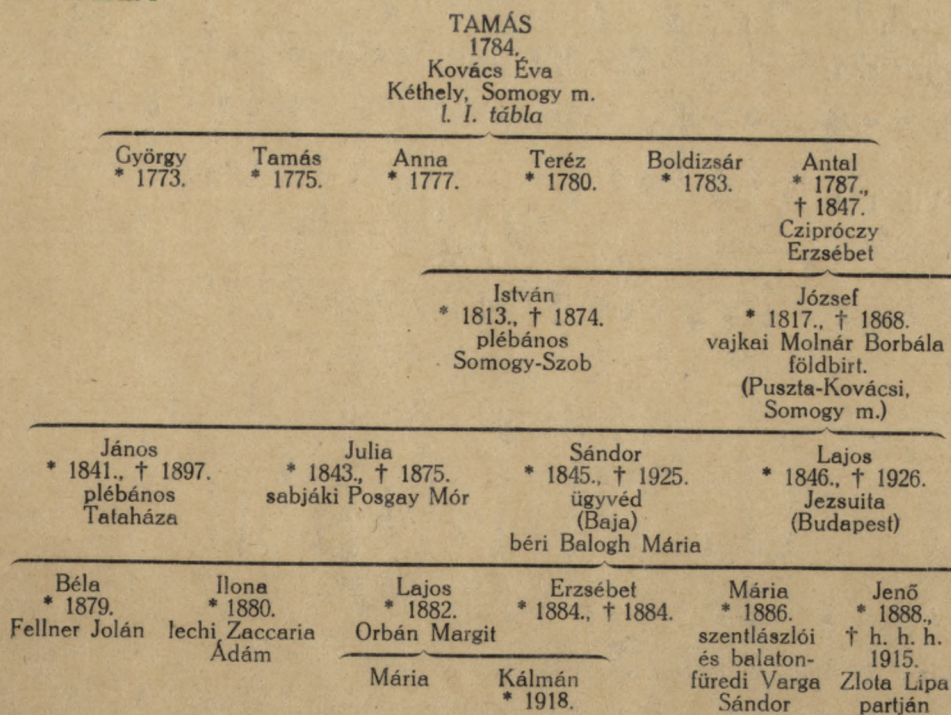 TAMÁS
1784.
Kovács Éva
Kéthely, Somogy m.
l. I. tábla
György
* 1773.
Tamás
* 1775.
Anna
* 1777.
Teréz
* 1780.
Boldizsár
* 1783.
Antal
* 1787.,
† 1847.
Czipróczy
Erzsébet
István
* 1813., † 1874.
plébános
Somogy-Szob
József
* 1817., † 1868.
vajkai Molnár Borbála
földbirt.
(Puszta-Kovácsi,
Somogy m.)
János
* 1841., † 1897.
plébános
Tataháza
Julia
* 1843., † 1875.
sabjáki Posgay Mór
Sándor
* 1845., † 1925.
ügyvéd
(Baja)
béri Balogh Mária
Lajos
* 1846., † 1926.
Jezsuita
(Budapest)
Béla
* 1879.
Fellner Jolán
Ilona
* 1880.
Iechi Zaccaria
Ádám
Lajos
* 1882.
Orbán Margit
Erzsébet
* 1884., † 1884.
Mária
* 1886.
szentlászlói
és balaton-
füredi Varga
Sándor
Jenő
* 1888.,
† h. h. h.
1915.
Zlota Lipa
partján
Mária
Kálmán
* 1918.